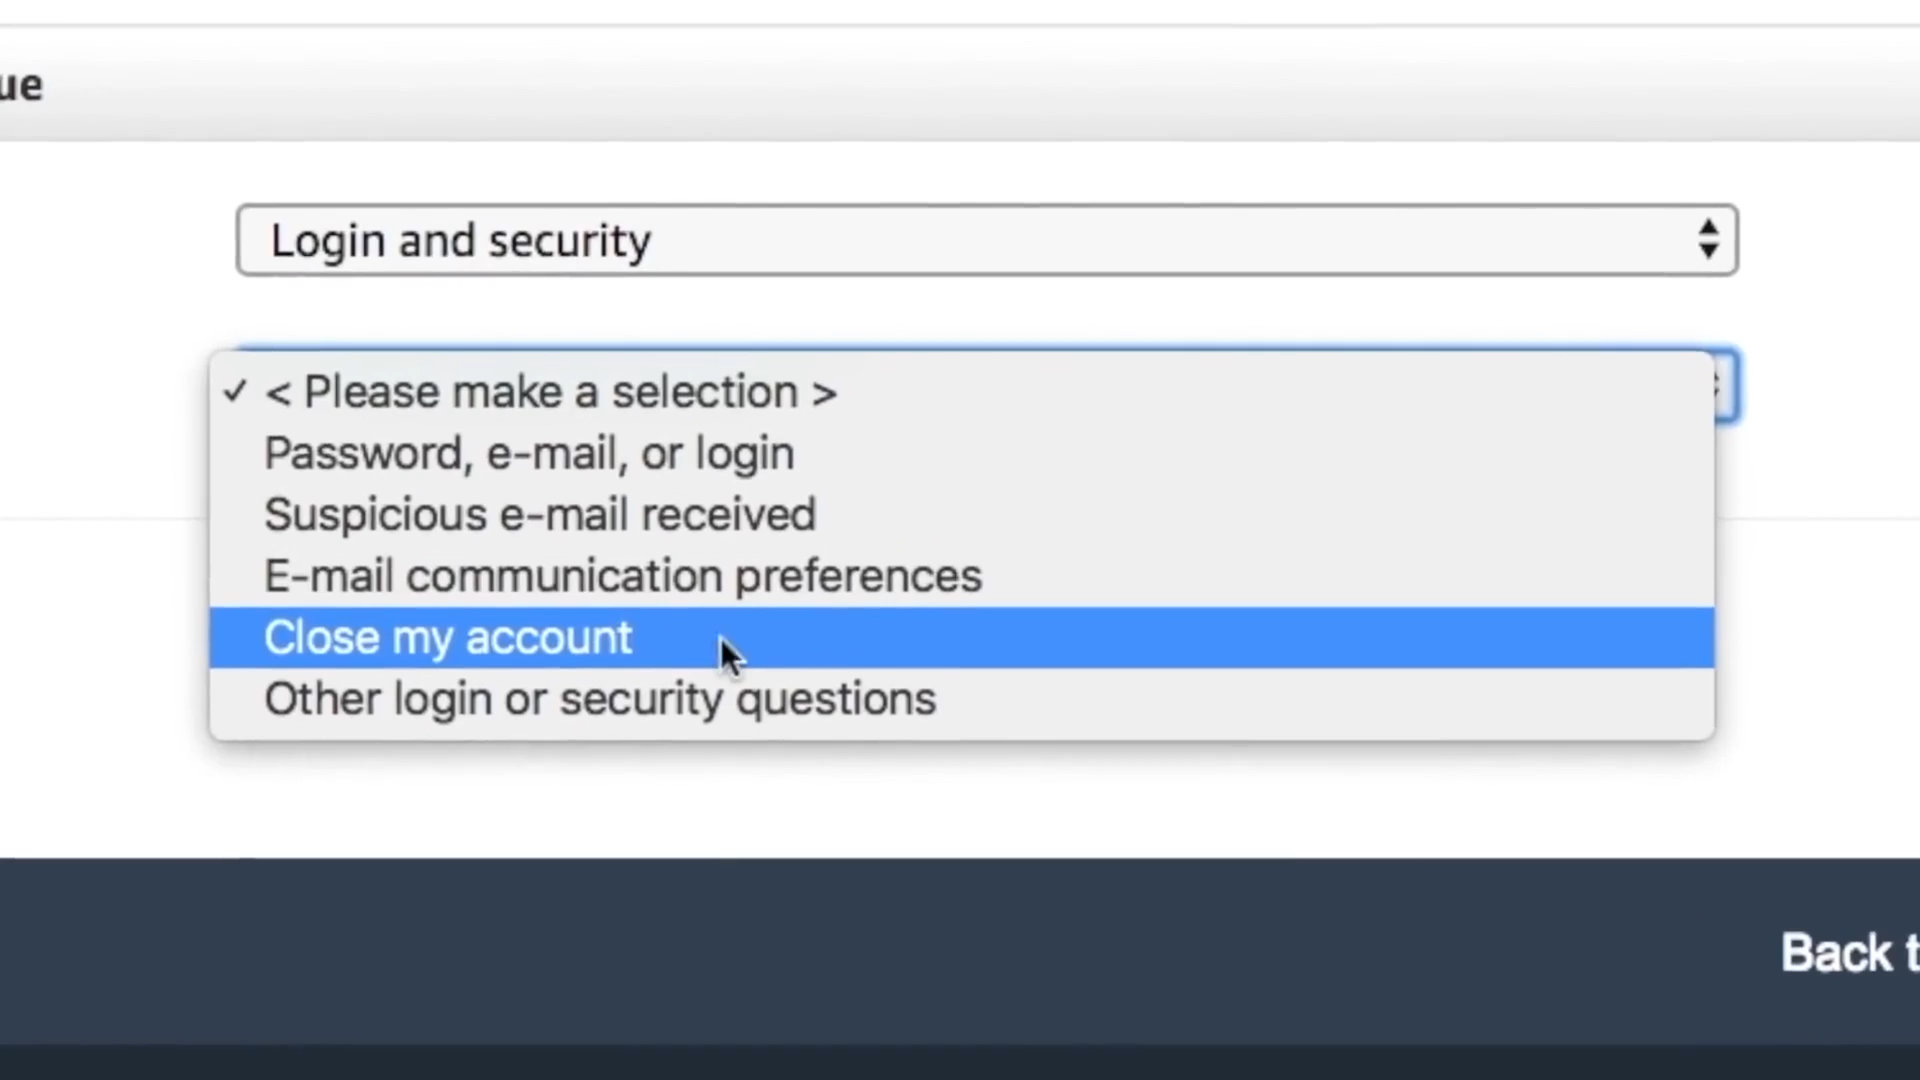 ue
Login and security
✓ < Please make a selection >
Password, e-mail, or login
Suspicious e-mail received
E-mail communication preferences
Close my account
Other login or security questions
Back t